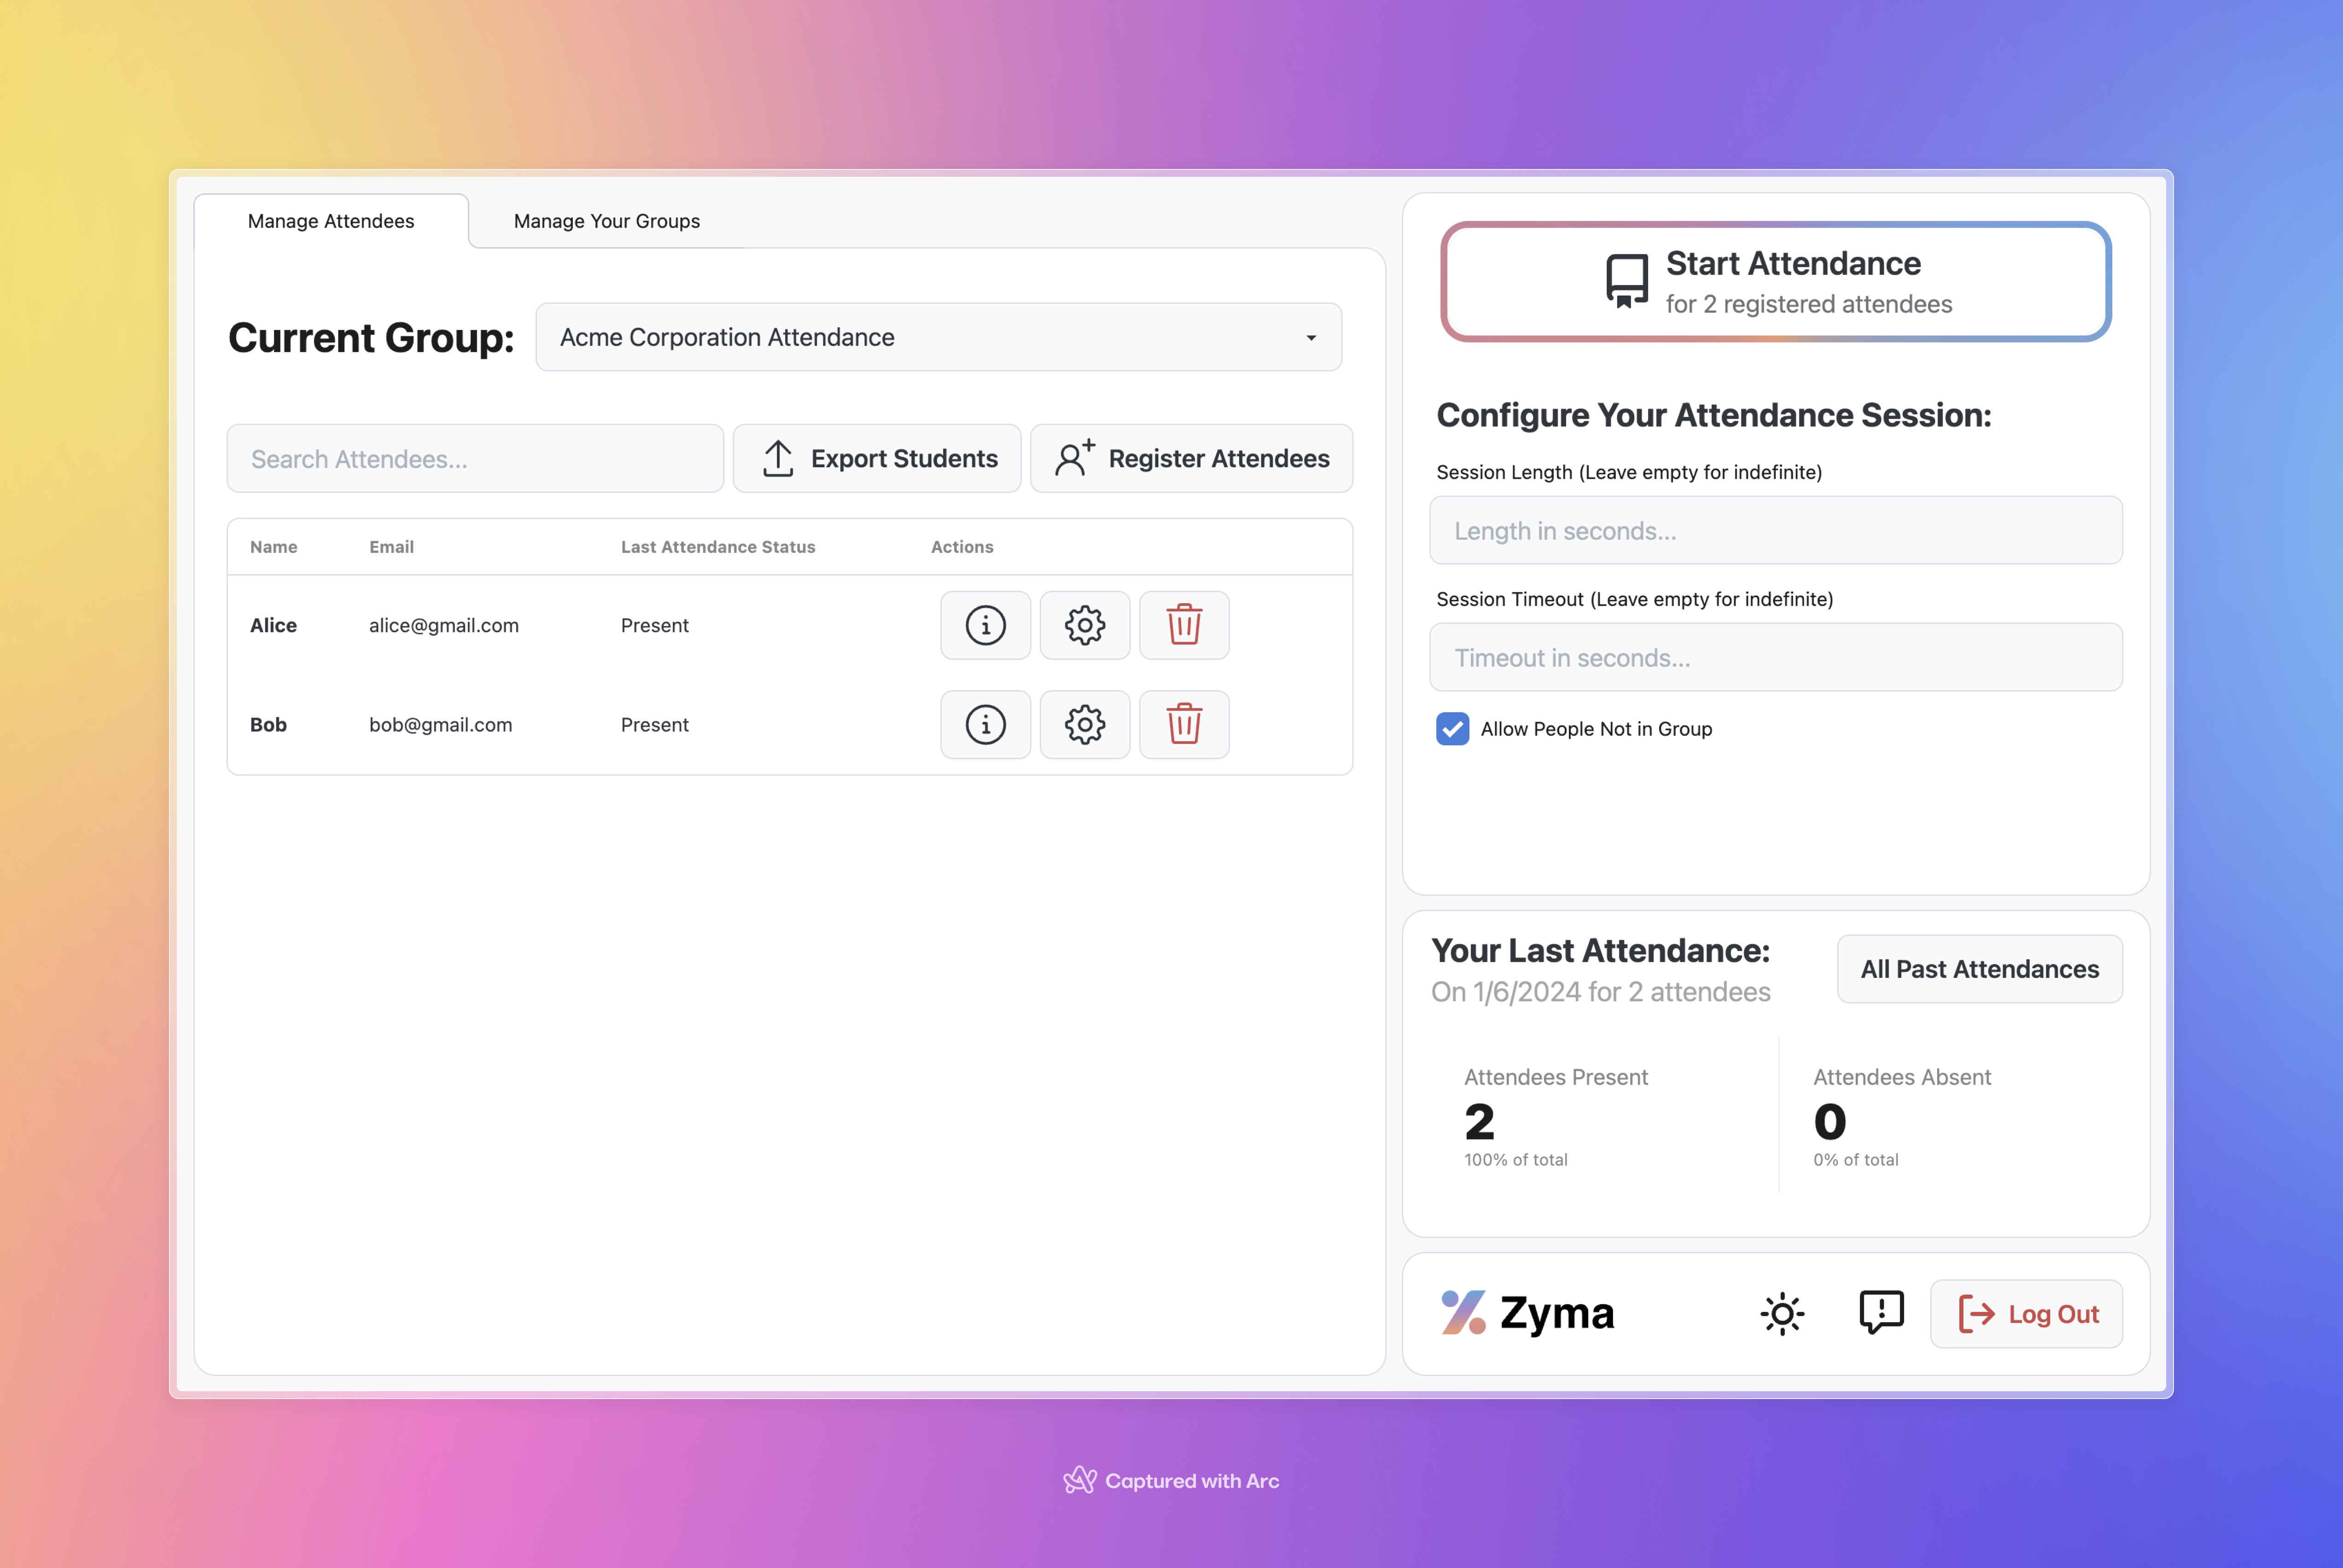 Manage Attendees
Manage Your Groups
Current Group:
Acme Corporation Attendance
Search Attendees...
Export Students
Register Attendees
Name Email Last Attendance Status Actions
Alice alice@gmail.com Present
Bob bob@gmail.com Present
Start Attendance
for 2 registered attendees
Configure Your Attendance Session:
Session Length (Leave empty for indefinite)
Length in seconds...
Session Timeout (Leave empty for indefinite)
Timeout in seconds...
Allow People Not in Group
Your Last Attendance:
On 1/6/2024 for 2 attendees
All Past Attendances
Attendees Present
2
100% of total
Attendees Absent
0
0% of total
Zyma
Log Out
Captured with Arc